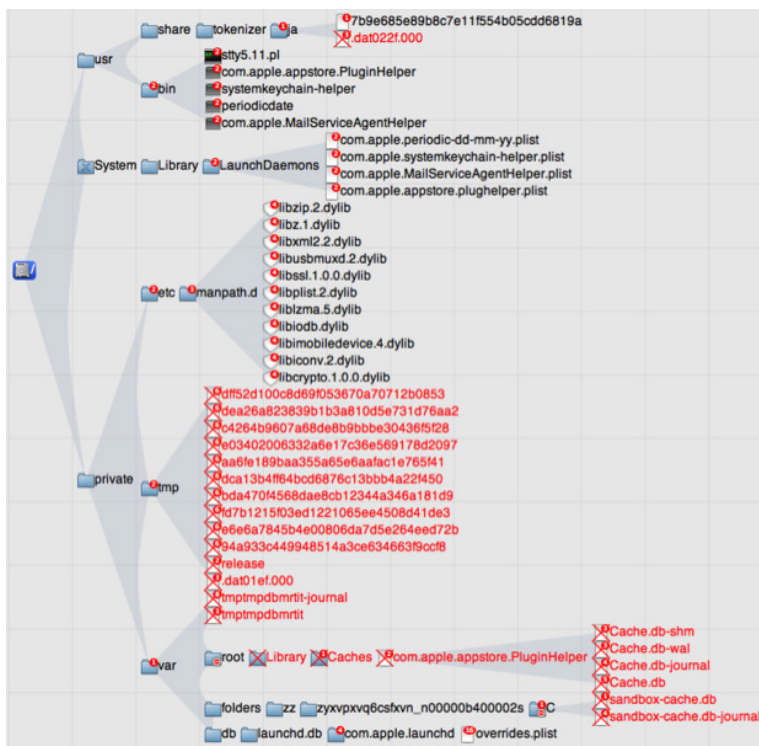 share tokenizer ja
7b9e685e89b8c7e11f554b05cdd6819a
.dat022f.000
usr
bin
stty5.11.pl
com.apple.appstore.PluginHelper
systemkeychain-helper
periodicdate
com.apple.MailServiceAgentHelper
System Library LaunchDaemons
com.apple.periodic-dd-mm-yy.plist
com.apple.systemkeychain-helper.plist
com.apple.MailServiceAgentHelper.plist
com.apple.appstore.plughelper.plist
etc manpath.d
libzip.2.dylib
libz.1.dylib
libxml2.2.dylib
libusbmuxd.2.dylib
libssl.1.0.0.dylib
libplist.2.dylib
liblzma.5.dylib
libiodb.dylib
libimobiledevice.4.dylib
libiconv.2.dylib
libcrypto.1.0.0.dylib
private
tmp
dff52d100c8d69f053670a70712b0853
dea26a823839b1b3a810d5e731d76aa2
c4264b9607a68de8b9bbbe30436f5f28
e03402006332a6e17c36e569178d2097
aa6fe189baa355a65e6aafac1e765f41
dca13b4ff64bcd6876c13bbb4a22f450
bda470f4568dae8cb12344a346a181d9
fd7b1215f03ed1221065ee4508d41de3
e6e6a7845b4e00806da7d5e264eed72b
94a933c449948514a3ce634663f9ccf8
release
.dat01ef.000
tmptmpdbmrtit-journal
tmptmpdbmrtit
var
root Library Caches com.apple.appstore.PluginHelper
Cache.db-shm
Cache.db-wal
Cache.db-journal
Cache.db
folders zz zyxvpxvq6csfxvn_n00000b400002s C
sandbox-cache.db
sandbox-cache.db-journal
db launchd.db com.apple.launchd overrides.plist